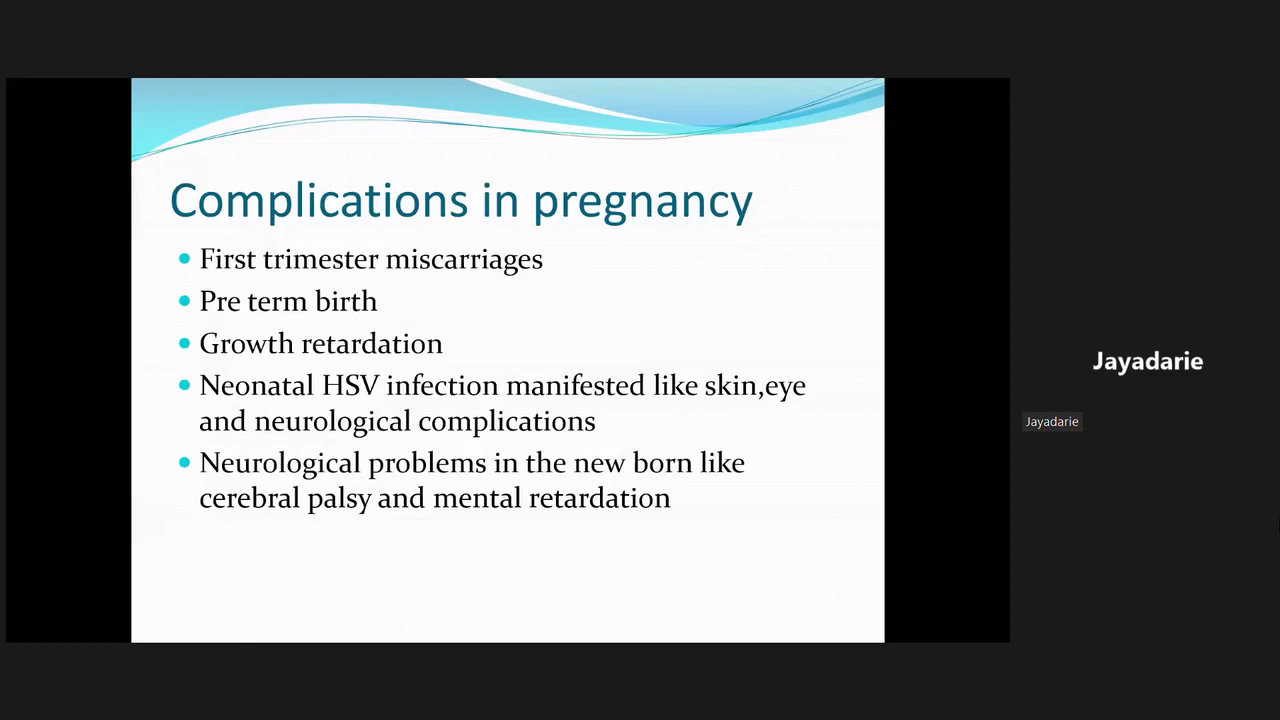 Complications in pregnancy
First trimester miscarriages
Pre term birth
Growth retardation
Neonatal HSV infection manifested like skin,eye
and neurological complications
Neurological problems in the new born like
cerebral palsy and mental retardation
Jayadarie
Jayadarie